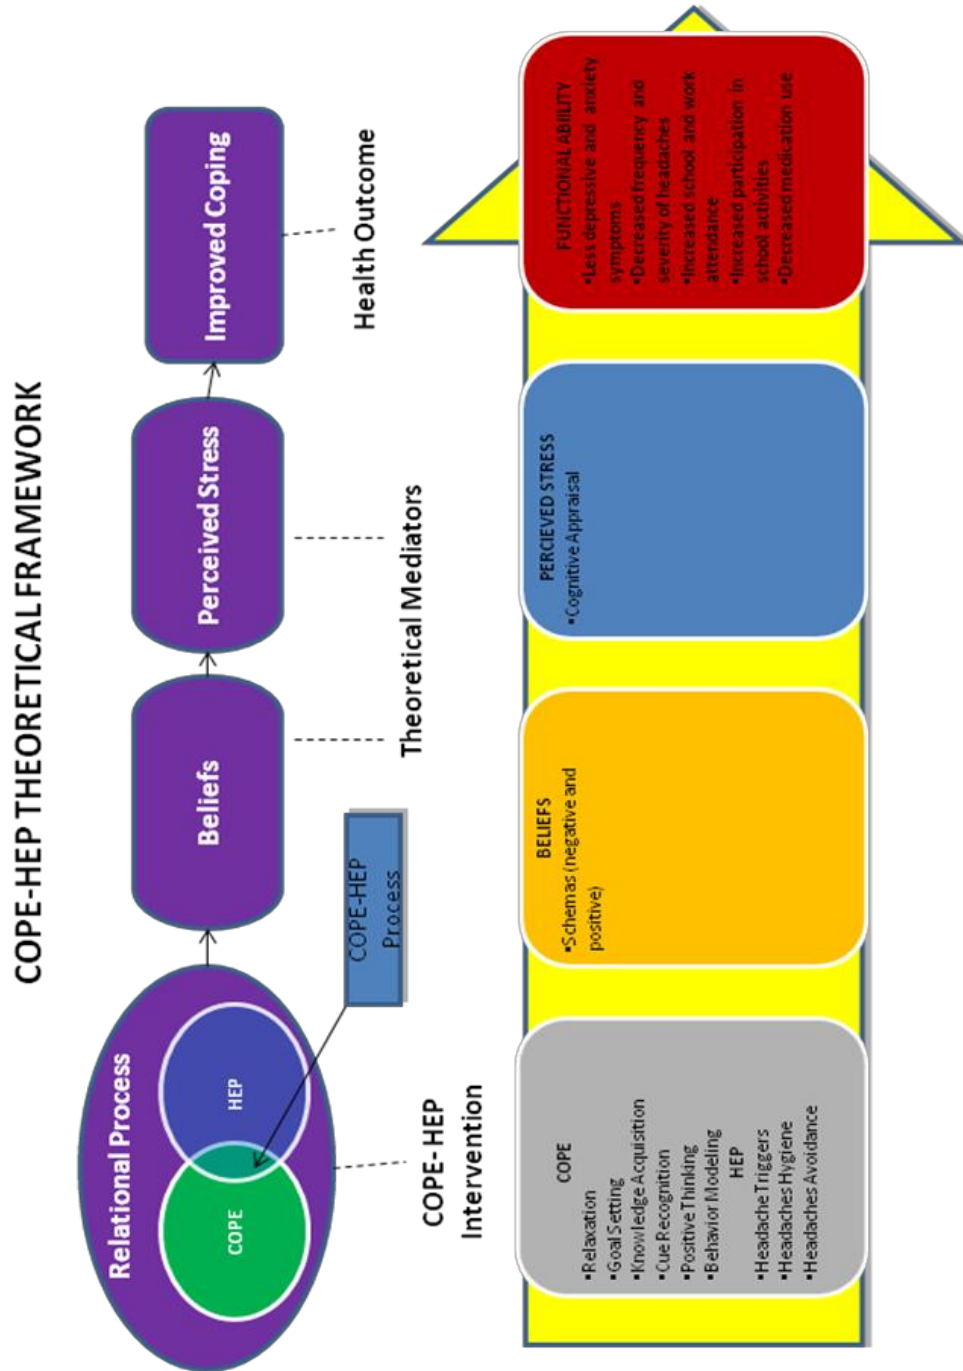 COPE-HEP THEORETICAL FRAMEWORK
Relational Process
COPE
HEP
Beliefs
Perceived Stress
Improved Coping
COPE-HEP
Process
COPE-HEP
Intervention
Theoretical Mediators
Health Outcome
COPE
▪Relaxation
▪Goal Setting
▪Knowledge Acquisition
▪Cue Recognition
▪Positive Thinking
▪Behavior Modeling
HEP
▪Headache Triggers
▪Headaches Hygiene
▪Headaches Avoidance
BELIEFS
▪Schemas (negative and
positive)
PERCIEVED STRESS
▪Cognitive Appraisal
FUNCTIONAL ABIILITY
▪Less depressive and anxiety
symptoms
▪Decreased frequency and
severity of headaches
▪Increased school and work
attendance
▪Increased participation in
school activities
▪Decreased medication use